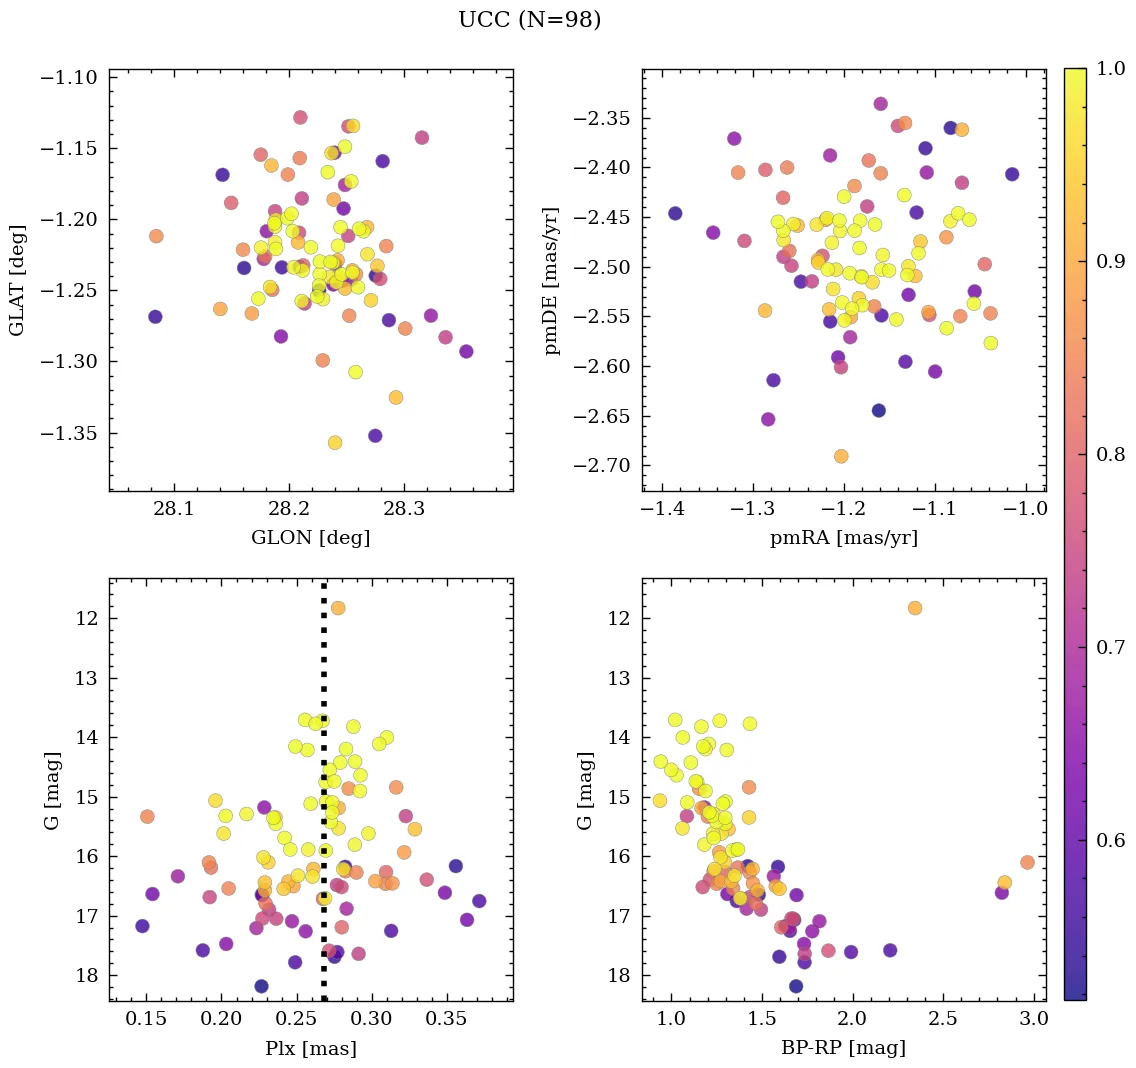 UCC (N=98)
−1.10
−1.15
−1.20
−1.25
−1.30
−1.35
GLAT [deg]
28.1 28.2 28.3
GLON [deg]
−2.35
−2.40
−2.45
−2.50
−2.55
−2.60
−2.65
−2.70
pmDE [mas/yr]
−1.4 −1.3 −1.2 −1.1 −1.0
pmRA [mas/yr]
12
13
14
15
16
17
18
G [mag]
0.15 0.20 0.25 0.30 0.35
Plx [mas]
12
13
14
15
16
17
18
G [mag]
1.0 1.5 2.0 2.5 3.0
BP-RP [mag]
1.0
0.9
0.8
0.7
0.6